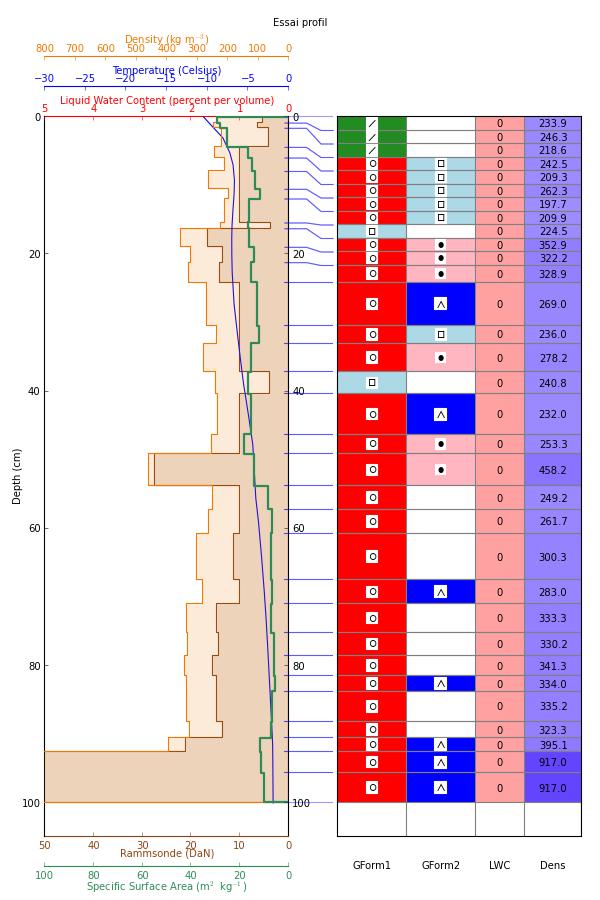 Essai profil
Density (kg m⁻³)
800 700 600 500 400 300 200 100 0
Temperature (Celsius)
−30 −25 −20 −15 −10 −5 0
Liquid Water Content (percent per volume)
5 4 3 2 1 0
0 0
20 20
40 40
Depth (cm)
60 60
80 80
100 100
50 40 30 20 10 0
Rammsonde (DaN)
100 80 60 40 20 0
Specific Surface Area (m² kg⁻¹)
0 233.9
0 246.3
0 218.6
0 242.5
0 209.3
0 262.3
0 197.7
0 209.9
0 224.5
0 352.9
0 322.2
0 328.9
0 269.0
0 236.0
0 278.2
0 240.8
0 232.0
0 253.3
0 458.2
0 249.2
0 261.7
0 300.3
0 283.0
0 333.3
0 330.2
0 341.3
0 334.0
0 335.2
0 323.3
0 395.1
0 917.0
0 917.0
GForm1 GForm2 LWC Dens